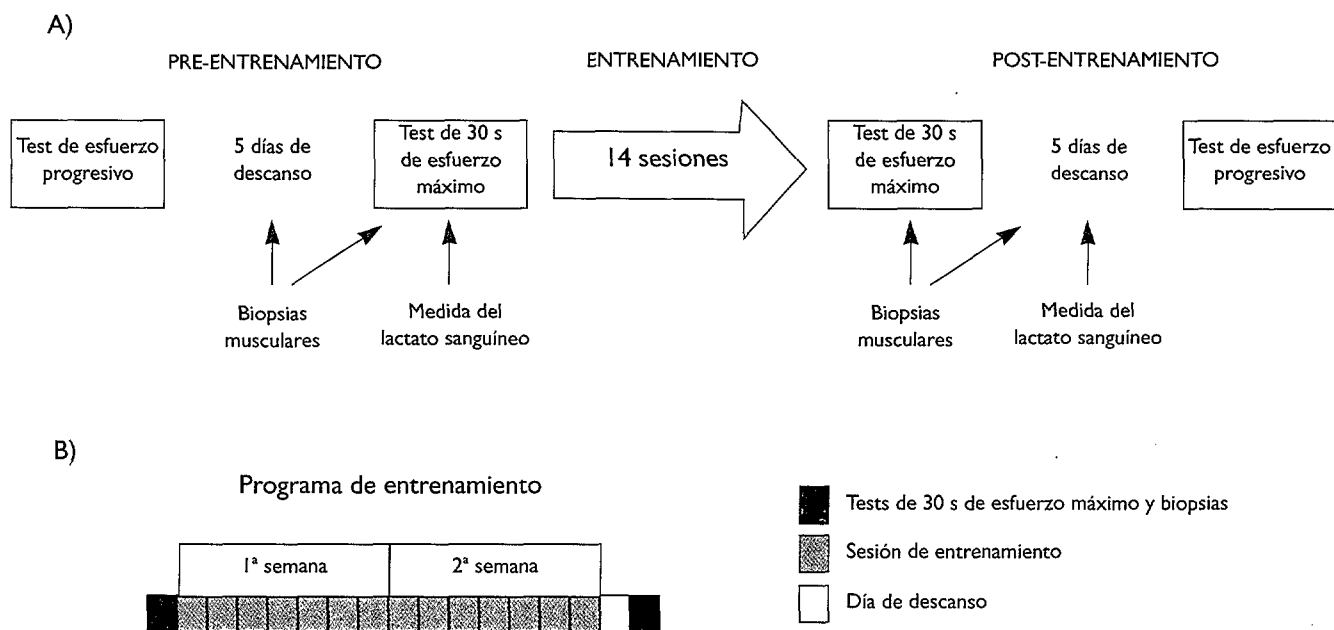 A)
PRE-ENTRENAMIENTO
ENTRENAMIENTO
POST-ENTRENAMIENTO
Test de esfuerzo
progresivo
5 días de
descanso
Test de 30 s
de esfuerzo
máximo
14 sesiones
Test de 30 s
de esfuerzo
máximo
5 días de
descanso
Test de esfuerzo
progresivo
Biopsias
musculares
Medida del
lactato sanguíneo
Biopsias
musculares
Medida del
lactato sanguíneo
B)
Programa de entrenamiento
1ª semana
2ª semana
Tests de 30 s de esfuerzo máximo y biopsias
Sesión de entrenamiento
Día de descanso